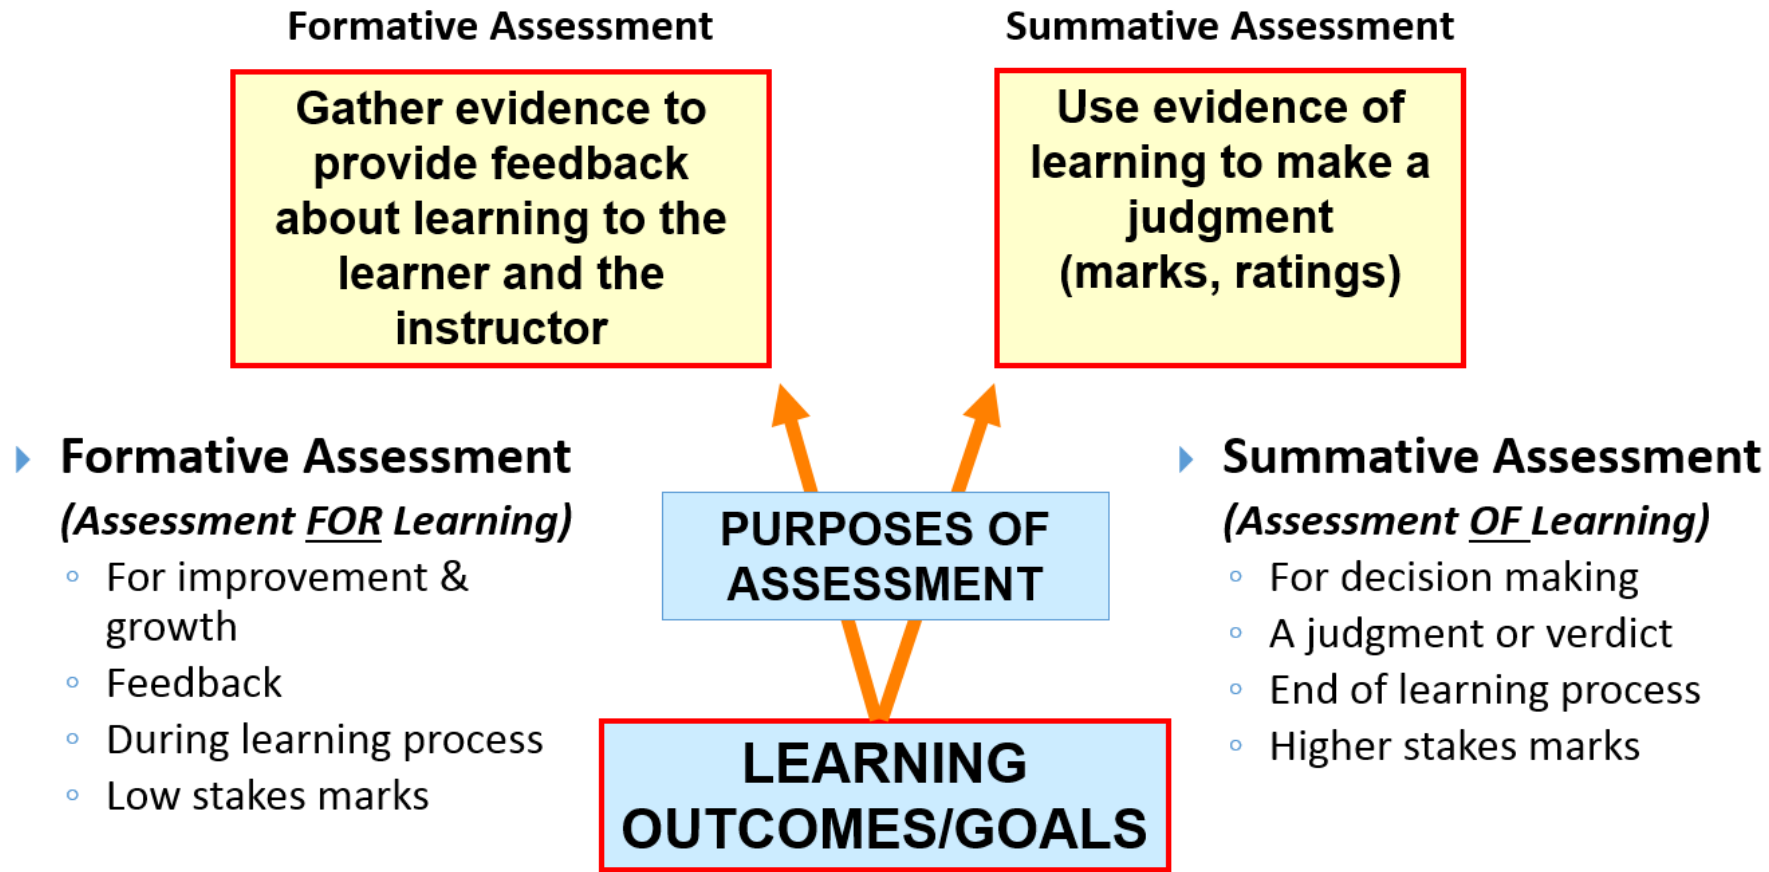 Formative Assessment
Gather evidence to
provide feedback
about learning to the
learner and the
instructor
Summative Assessment
Use evidence of
learning to make a
judgment
(marks, ratings)
Formative Assessment
(Assessment FOR Learning)
For improvement &
growth
Feedback
During learning process
Low stakes marks
PURPOSES OF
ASSESSMENT
LEARNING
OUTCOMES/GOALS
Summative Assessment
(Assessment OF Learning)
For decision making
A judgment or verdict
End of learning process
Higher stakes marks